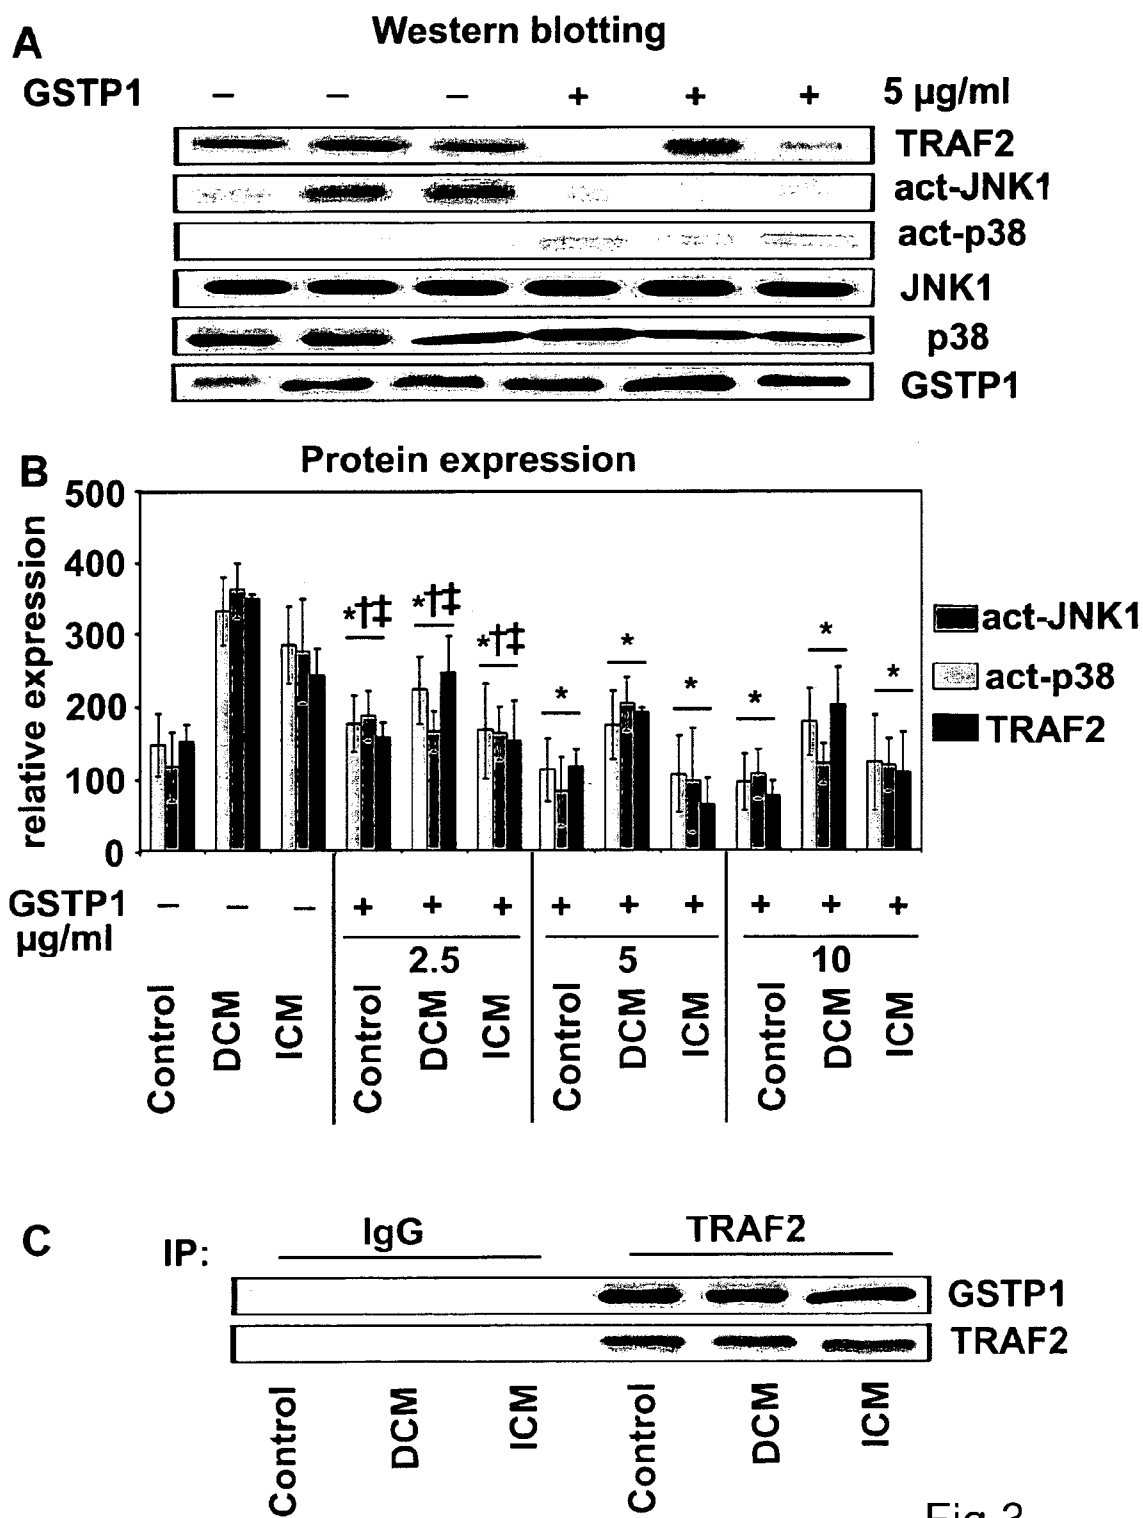 A
Western blotting
GSTP1 − − − + + + 5 µg/ml
TRAF2
act-JNK1
act-p38
JNK1
p38
GSTP1
B
Protein expression
relative expression
500
400
300
200
100
0
*†‡ *†‡ *†‡ * * * * * *
act-JNK1
act-p38
TRAF2
GSTP1 − − − + + + + + + + + +
µg/ml
2.5 5 10
Control DCM ICM Control DCM ICM Control DCM ICM Control DCM ICM
C
IP: IgG TRAF2
GSTP1
TRAF2
Control DCM ICM Control DCM ICM